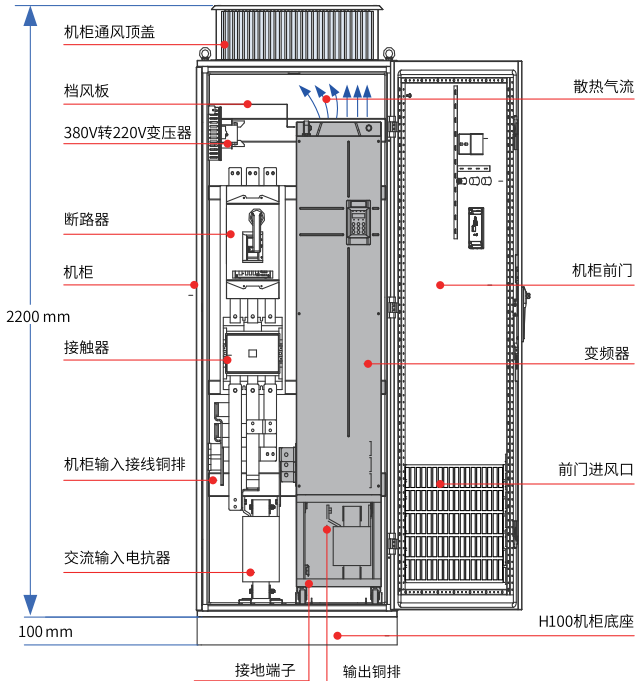 机柜通风顶盖
档风板
散热气流
380V转220V变压器
断路器
机柜
机柜前门
2200 mm
接触器
变频器
机柜输入接线铜排
前门进风口
交流输入电抗器
100 mm
H100机柜底座
接地端子
输出铜排